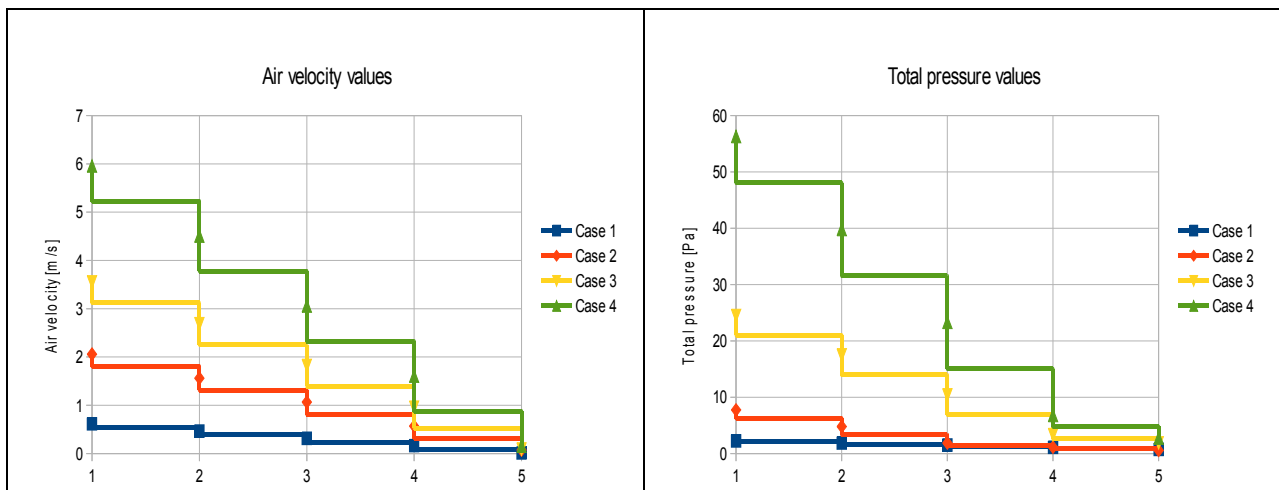 Air velocity values
7
6
5
4
3
2
1
0
Air velocity [m/s]
1 2 3 4 5
Case 1
Case 2
Case 3
Case 4
Total pressure values
60
50
40
30
20
10
0
Total pressure [Pa]
1 2 3 4 5
Case 1
Case 2
Case 3
Case 4